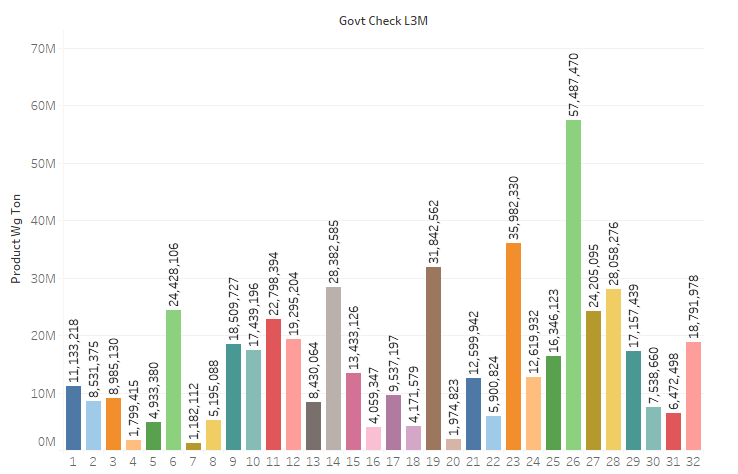 Govt Check L3M
Product Wg Ton
70M
60M
50M
40M
30M
20M
10M
0M
11,133,218
8,531,375
8,985,130
1,799,415
4,933,380
24,428,106
1,182,112
5,195,088
18,509,727
17,439,196
22,798,394
19,295,204
8,430,064
28,382,585
13,433,126
4,059,347
9,537,197
4,171,579
31,842,562
1,974,823
12,599,942
5,900,824
35,982,330
12,619,932
16,346,123
57,487,470
24,205,095
28,058,276
17,157,439
7,538,660
6,472,498
18,791,978
1 2 3 4 5 6 7 8 9 10 11 12 13 14 15 16 17 18 19 20 21 22 23 24 25 26 27 28 29 30 31 32